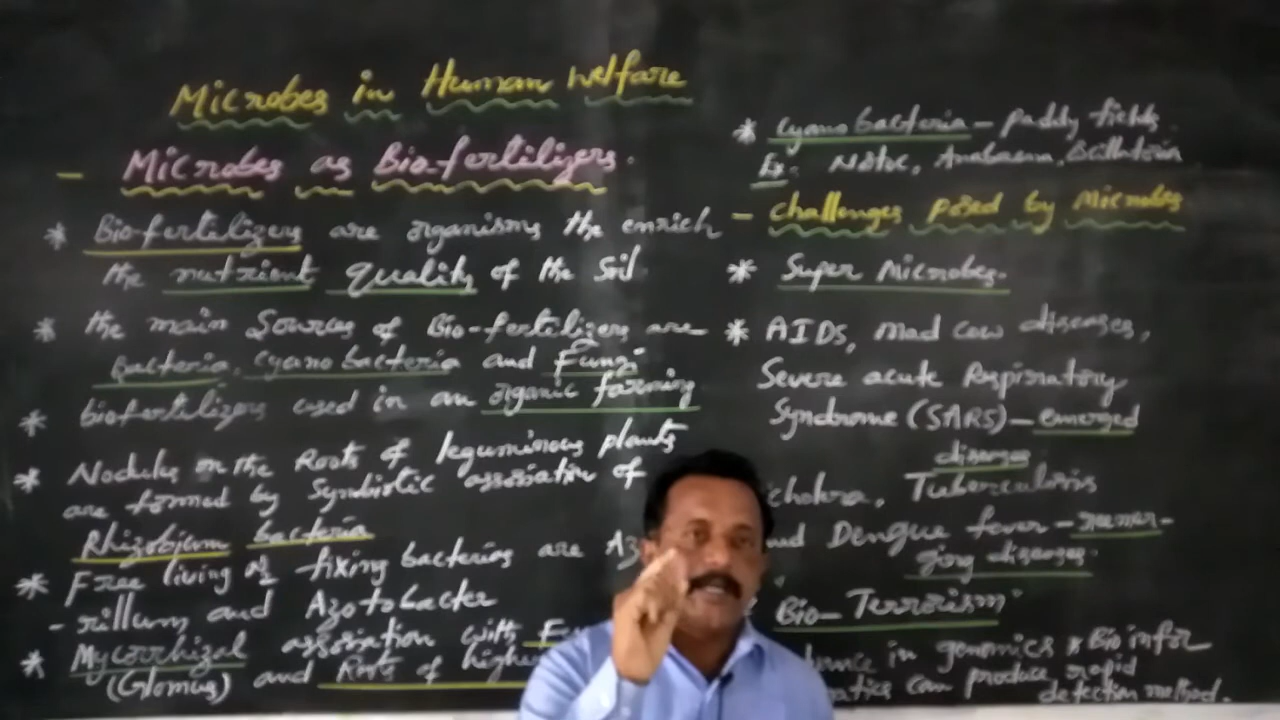 Microbes in Human welfare
- Microbes as Bio-fertilizers.
* Bio-fertilizers are organisms the enrich
the nutrient quality of the Soil
* the main Sources of Bio-fertilizers are
bacteria, cyano bacteria and Fungi
* biofertilizers used in an organic farming
* Nodules on the Roots of leguminous plants
are formed by Symbiotic association of
Rhizobium bacteria
* Free living N2 fixing bacterias are Az
-rillum and Azotobacter
* Mycorrhizal association with
(Glomus) and Roots of higher
* Cyano bacteria - paddy fields.
Ex: Nostoc, Anabaena, Oscillatoria
- Challenges posed by Microbes.
* Super Microbes.
* AIDS, mad cow diseases,
Severe acute Respiratory
Syndrome (SARS) - emerged
diseases
cholera, Tuberculosis
and Dengue fever - reemer-
ging diseases.
Bio-Terrorism
in genomics & Bio infor
matics can produce rapid
detection method.